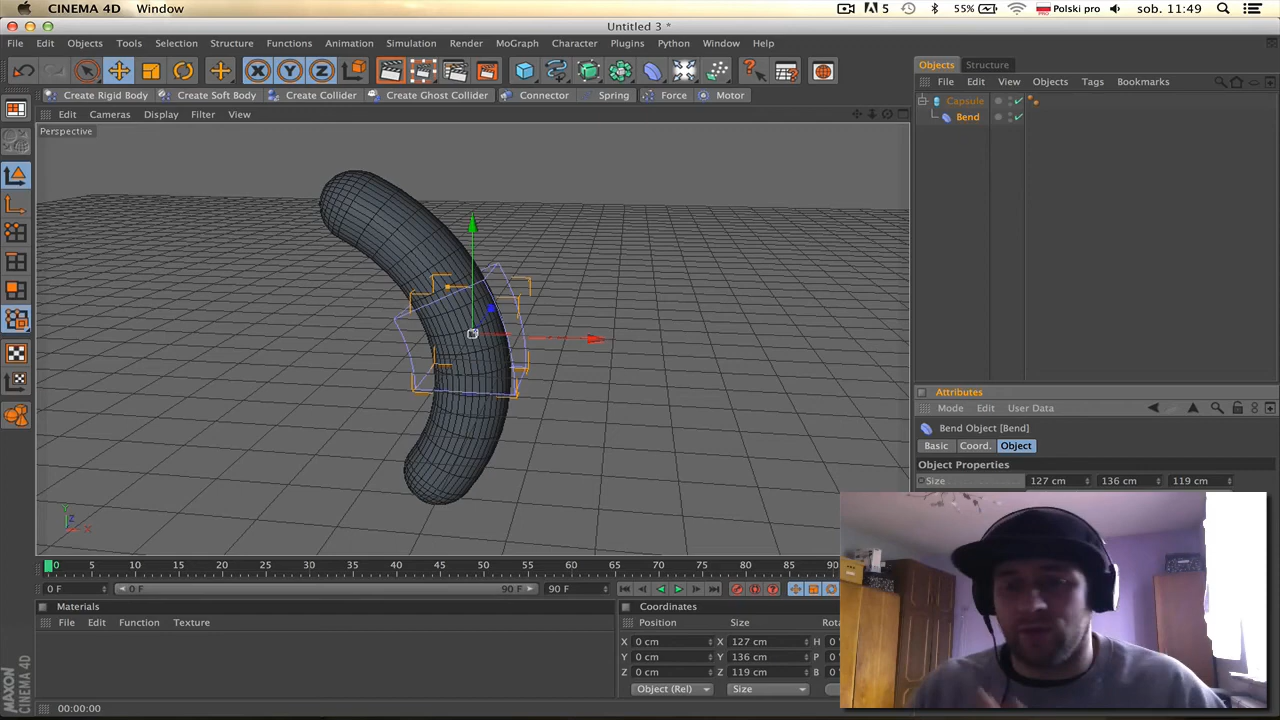 CINEMA 4D Window 5 55% Polski pro sob. 11:49
Untitled 3 *
File Edit Objects Tools Selection Structure Functions Animation Simulation Render MoGraph Character Plugins Python Window Help
X Y Z
Create Rigid Body Create Soft Body Create Collider Create Ghost Collider Connector Spring Force Motor
Edit Cameras Display Filter View
Perspective
Y
Z
X
0 5 10 15 20 25 30 35 40 45 50 55 60 65 70 75 80 85 90
0 F 0 F 90 F 90 F
Materials
File Edit Function Texture
Coordinates
Position Size
X 0 cm X 127 cm H
Y 0 cm Y 136 cm P
Z 0 cm Z 119 cm B
Object (Rel) Size
00:00:00
MAXON
CINEMA 4D
Objects Structure
File Edit View Objects Tags Bookmarks
Capsule
Bend
Attributes
Mode Edit User Data
Bend Object [Bend]
Basic Coord. Object
Object Properties
Size 127 cm 136 cm 119 cm